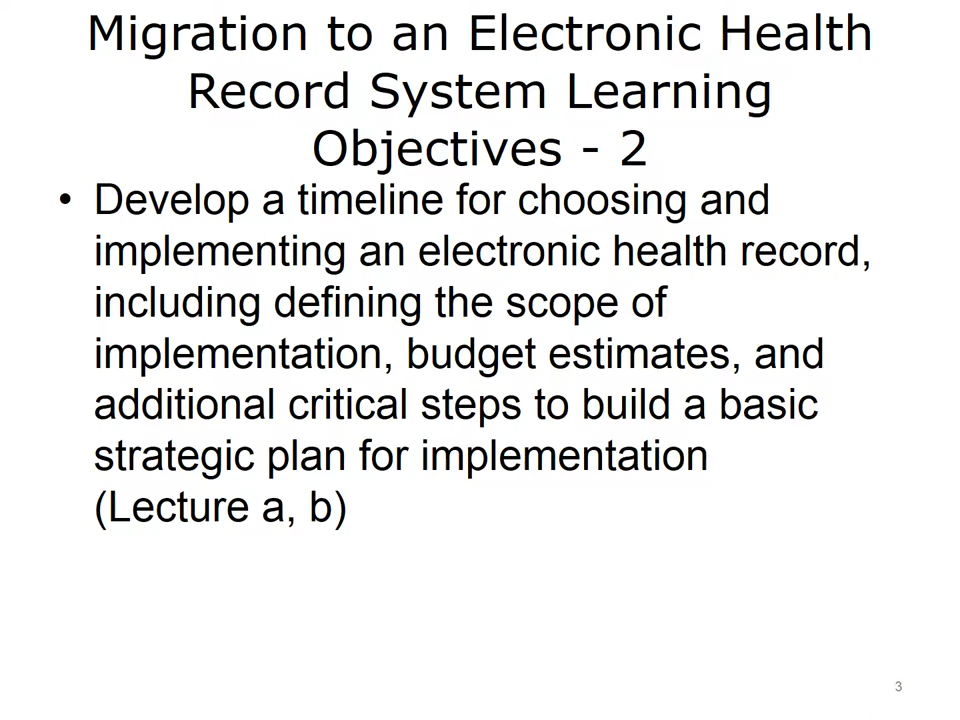 Migration to an Electronic Health
Record System Learning
Objectives - 2
• Develop a timeline for choosing and
implementing an electronic health record,
including defining the scope of
implementation, budget estimates, and
additional critical steps to build a basic
strategic plan for implementation
(Lecture a, b)
3